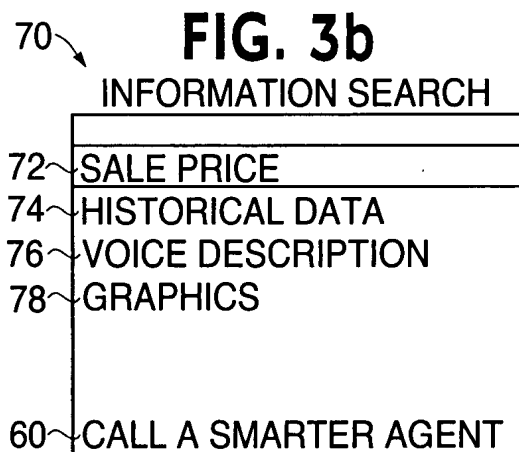 FIG. 3b
70
INFORMATION SEARCH
72 SALE PRICE
74 HISTORICAL DATA
76 VOICE DESCRIPTION
78 GRAPHICS
60 CALL A SMARTER AGENT